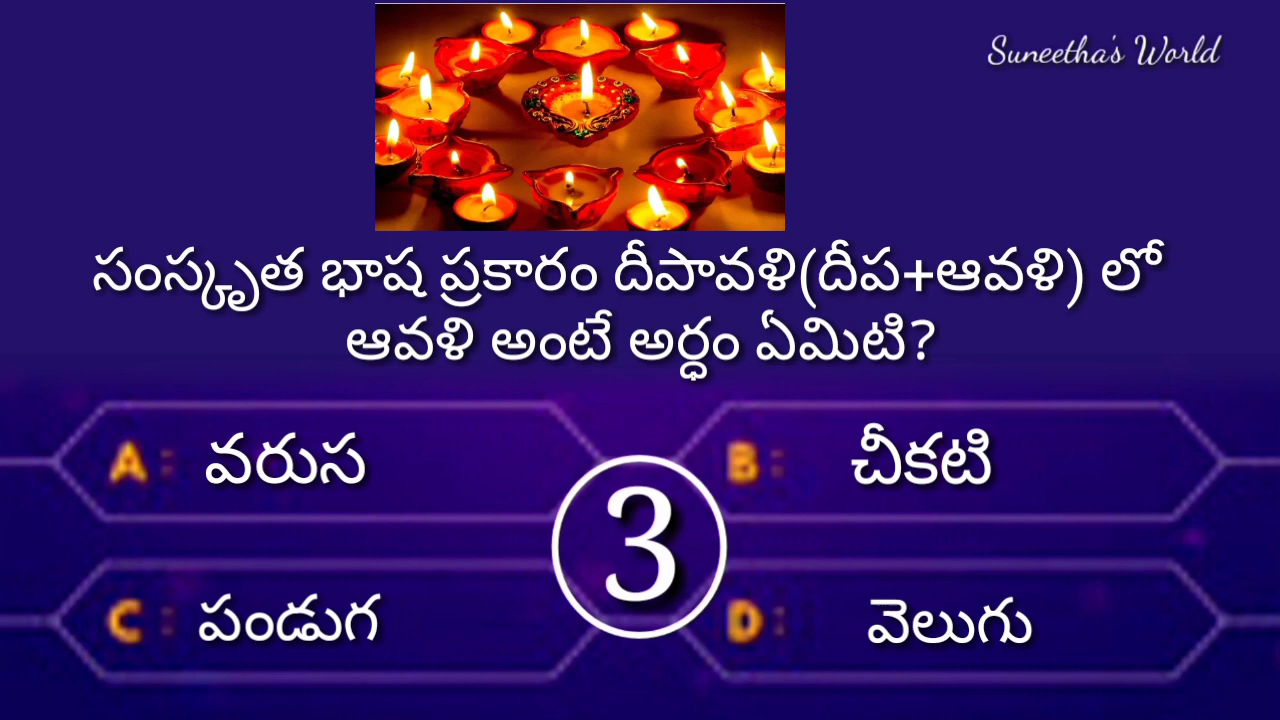 Suneetha's World
సంస్కృత భాష ప్రకారం దీపావళి(దీప+ఆవళి) లో
ఆవళి అంటే అర్ధం ఏమిటి?
A: వరుస
B: చీకటి
3
C: పండుగ
D: వెలుగు